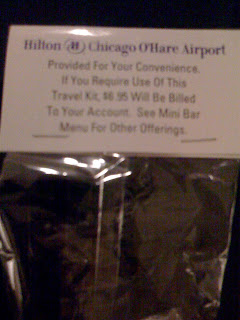 Hilton H Chicago O'Hare Airport
Provided For Your Convenience.
If You Require Use Of This
Travel Kit, $6.95 Will Be Billed
To Your Account. See Mini Bar
Menu For Other Offerings.